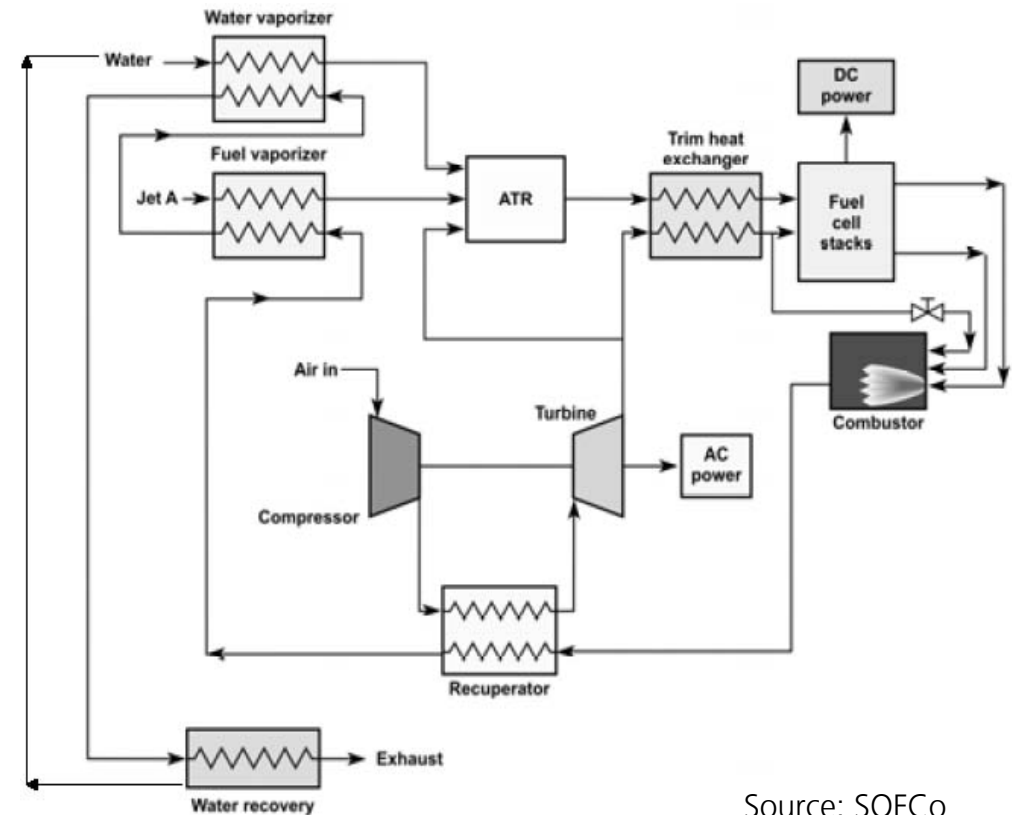 Water vaporizer
Water
DC
power
Fuel vaporizer
Trim heat
exchanger
Jet A
ATR
Fuel
cell
stacks
Air in
Turbine
Combustor
AC
power
Compressor
Recuperator
Exhaust
Water recovery
Source: SOFCo